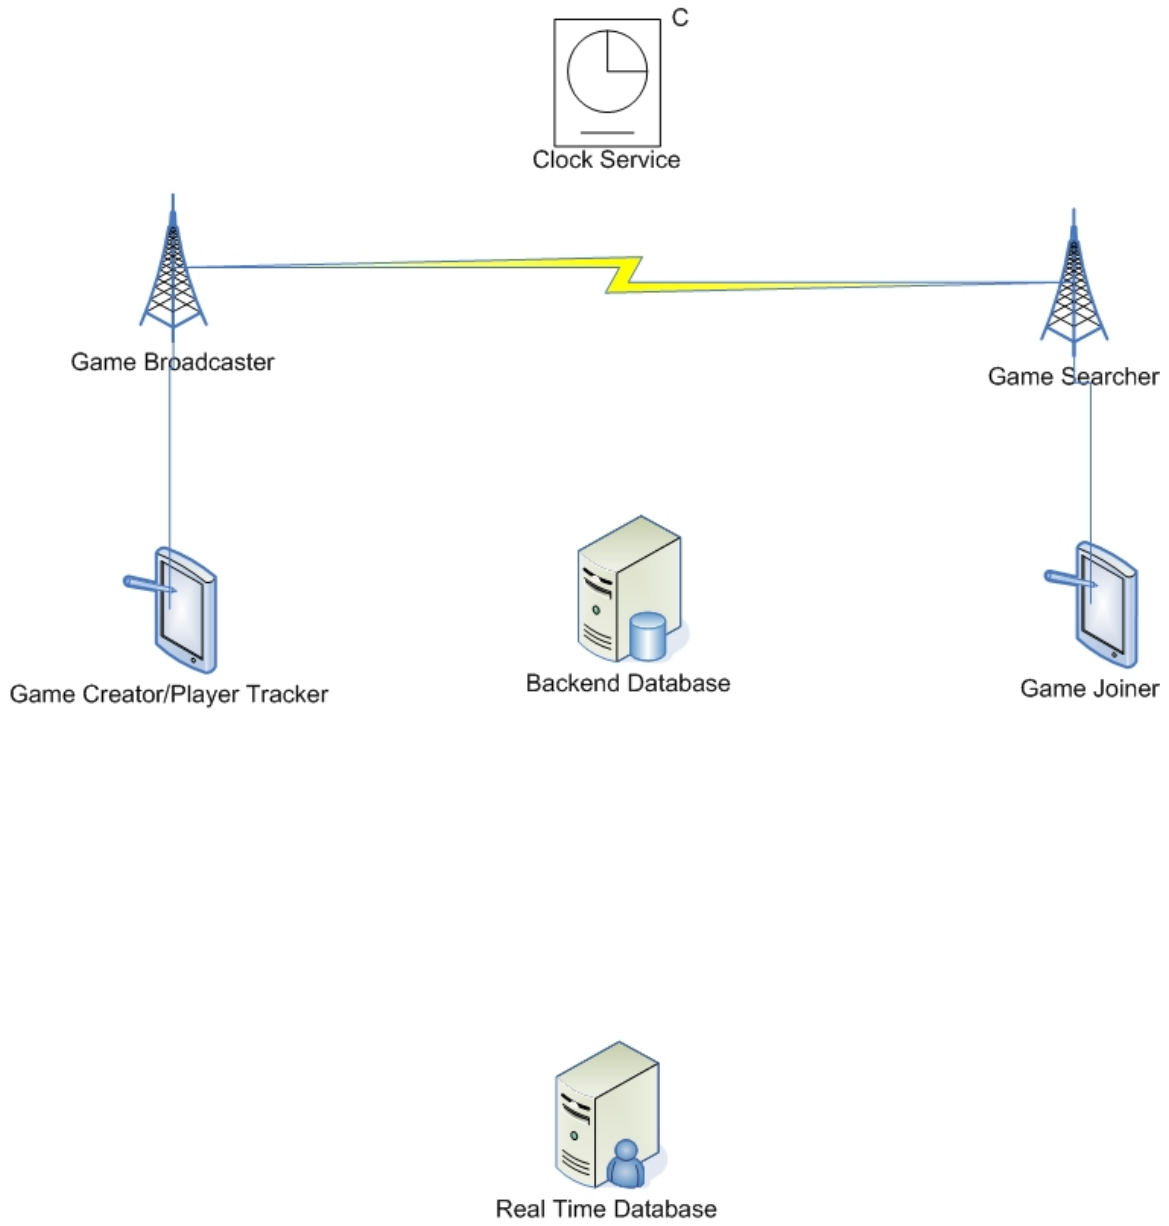 C
Clock Service
Game Broadcaster
Game Searcher
Game Creator/Player Tracker
Backend Database
Game Joiner
Real Time Database